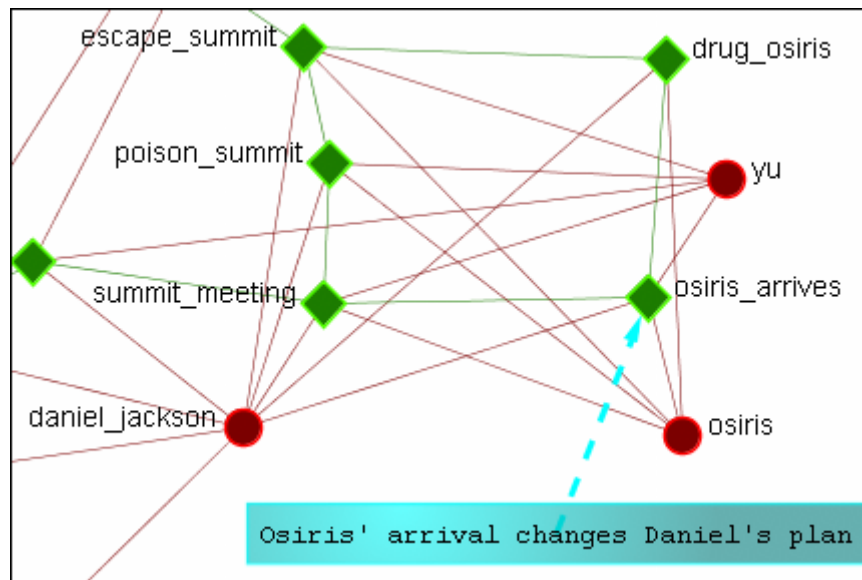 escape_summit
drug_osiris
poison_summit
yu
summit_meeting
osiris_arrives
daniel_jackson
osiris
Osiris' arrival changes Daniel's plan